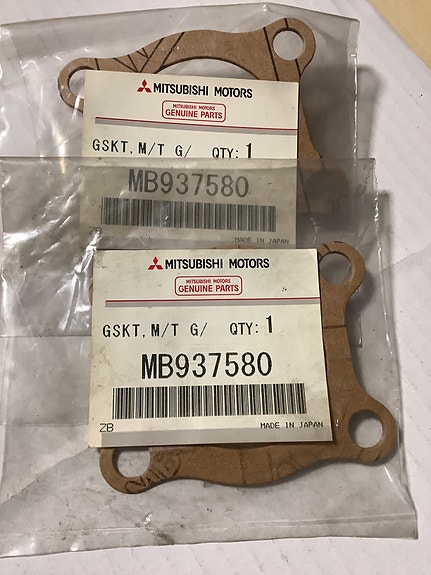 MITSUBISHI MOTORS
MITSUBISHI MOTORS
GENUINE PARTS
GSKT, M/T G/ QTY: 1
MB937580
MADE IN JAPAN
MITSUBISHI MOTORS
MITSUBISHI MOTORS
GENUINE PARTS
GSKT, M/T G/ QTY: 1
MB937580
ZB MADE IN JAPAN